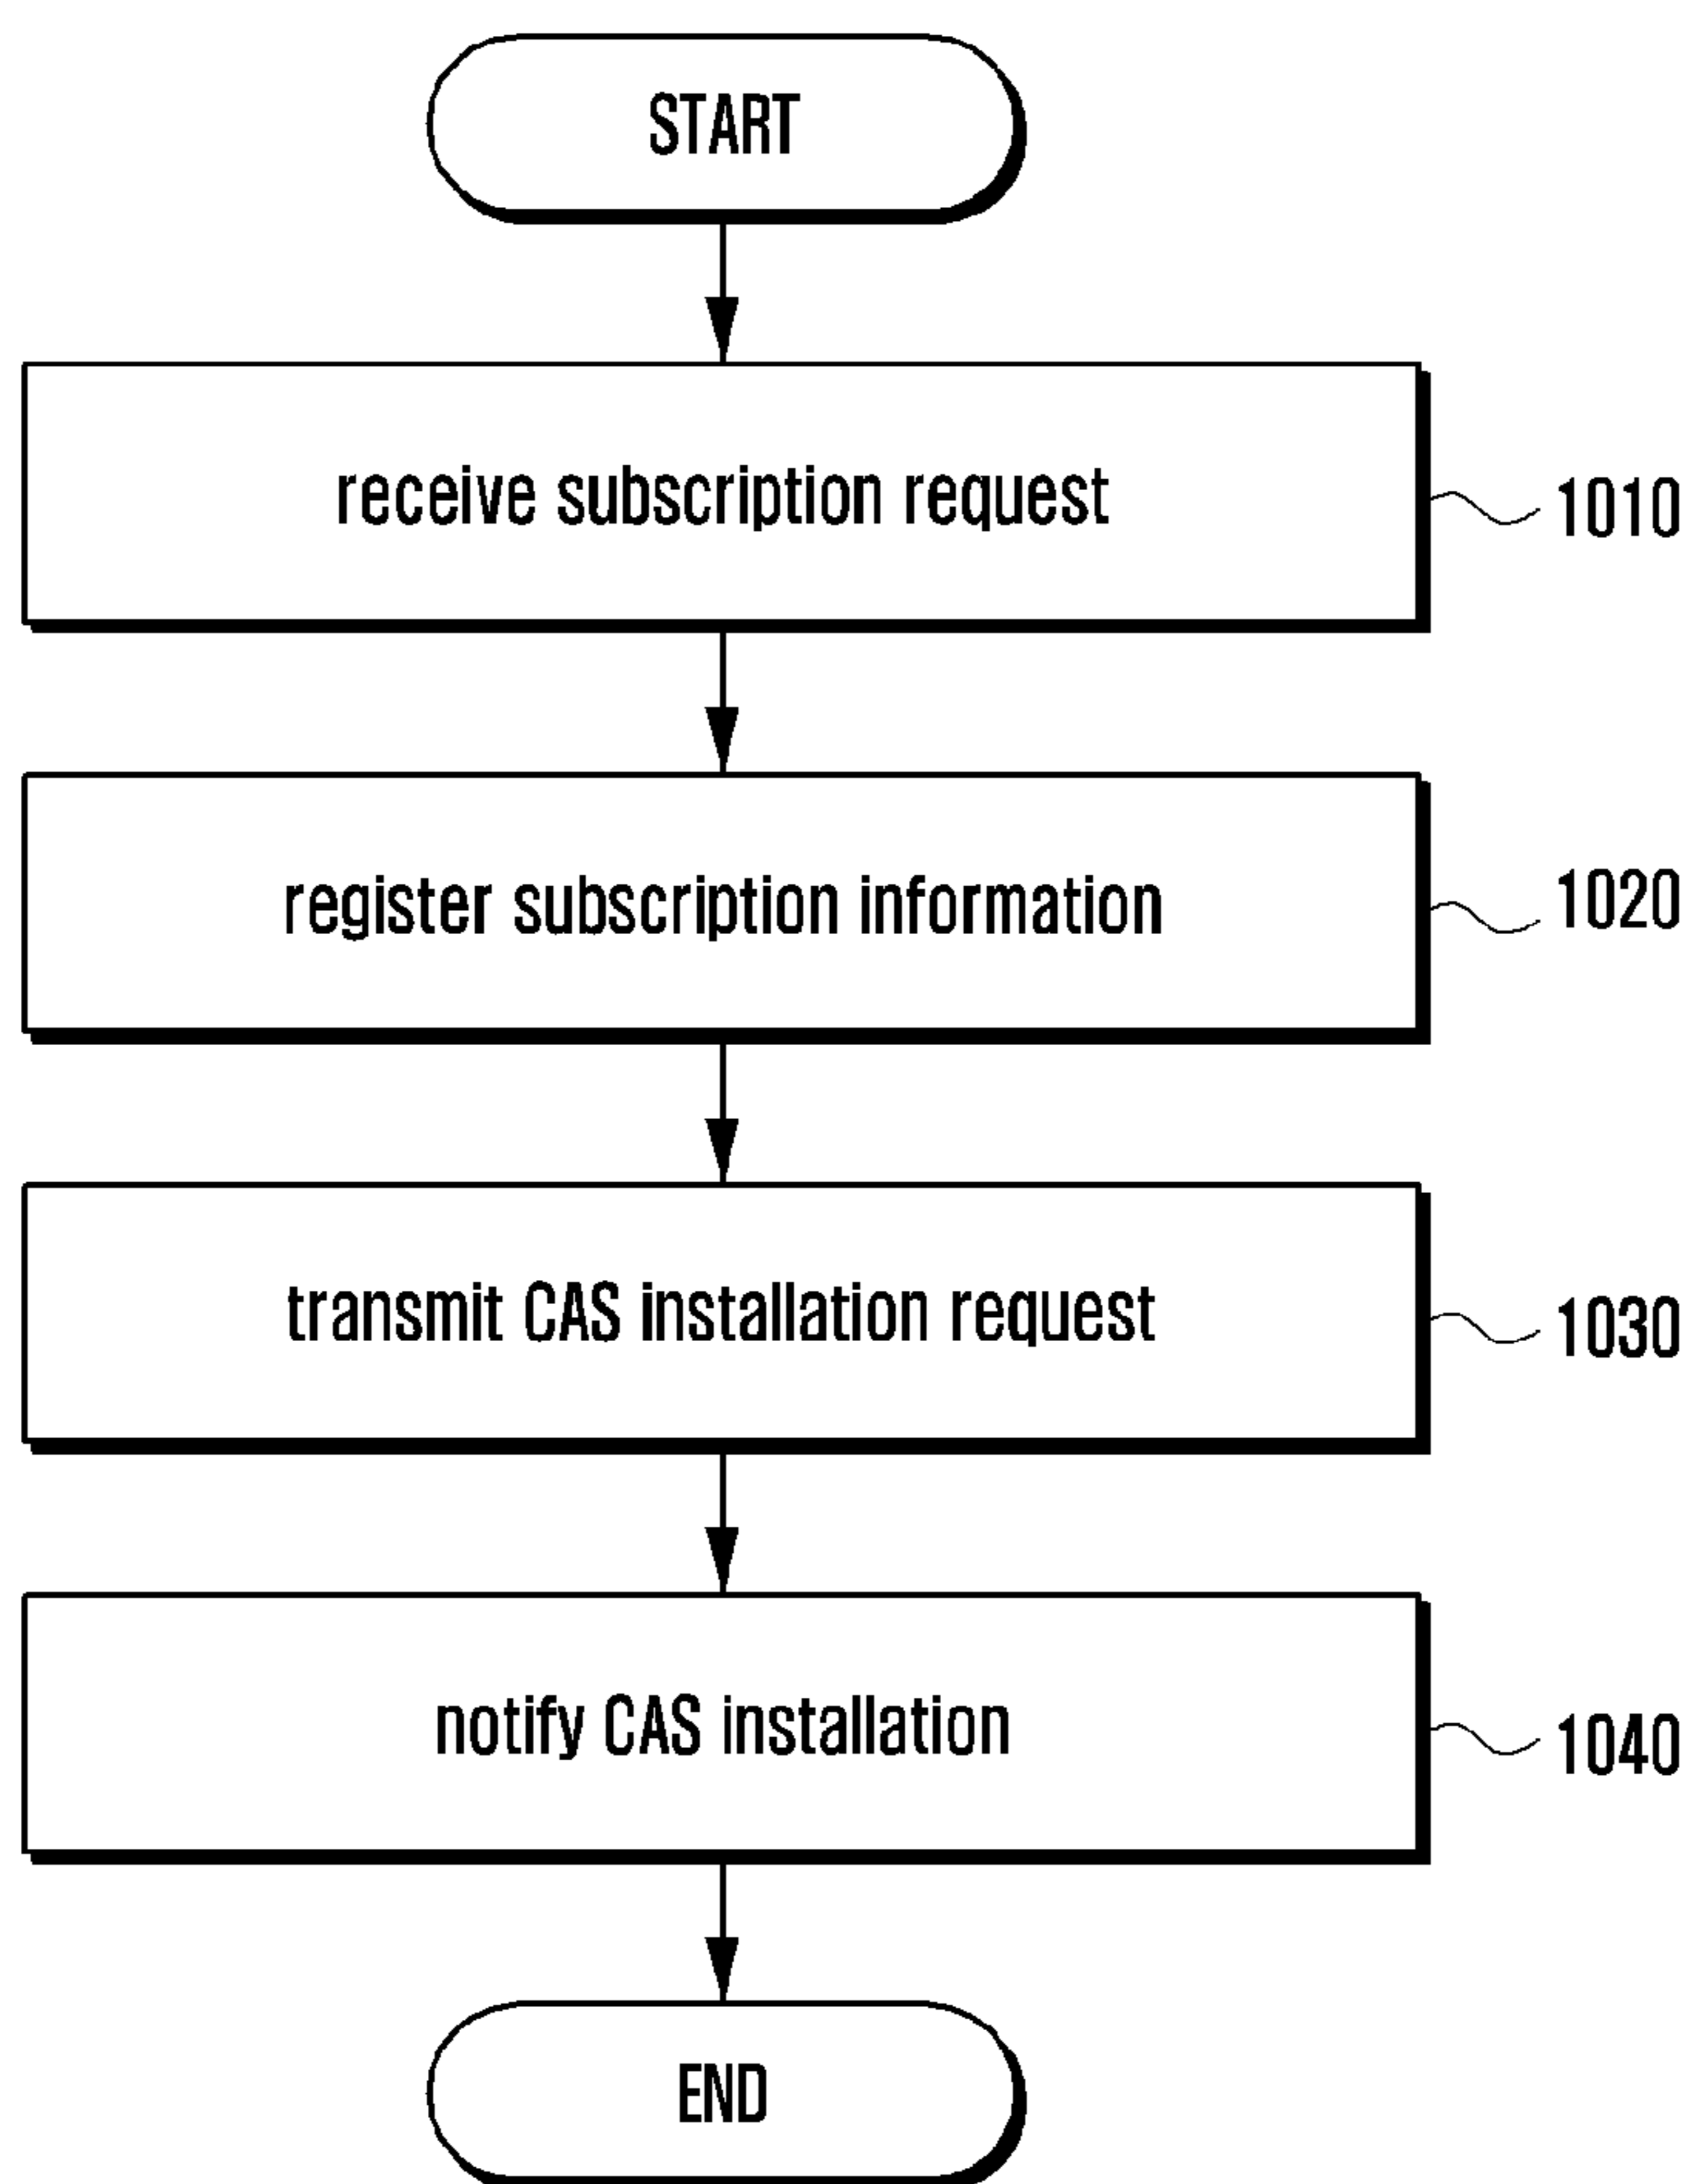 START
receive subscription request
1010
register subscription information
1020
transmit CAS installation request
1030
notify CAS installation
1040
END